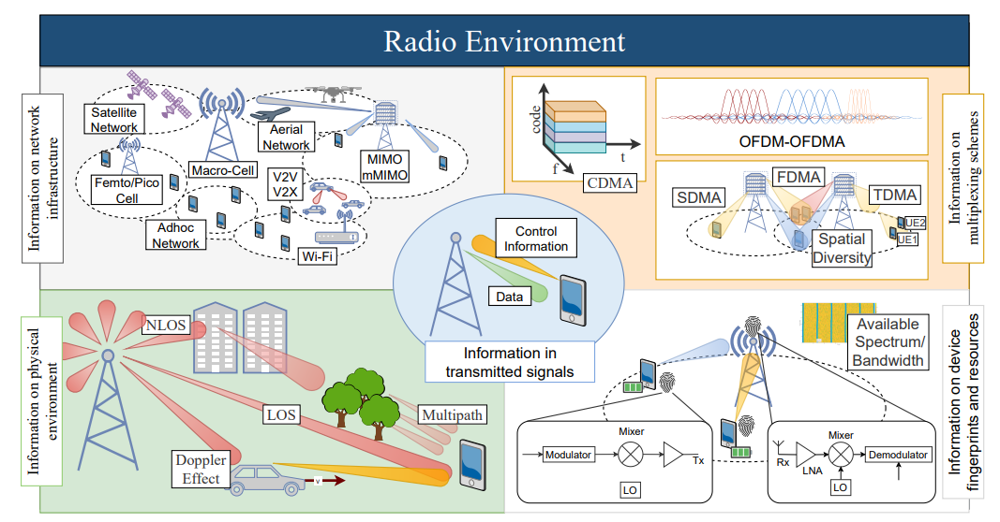 Radio Environment
Information on network
infrastructure
Satellite
Network
Macro-Cell
Aerial
Network
MIMO
mMIMO
Femto/Pico
Cell
V2V
V2X
Adhoc
Network
Wi-Fi
code
t
f
CDMA
OFDM-OFDMA
SDMA
FDMA
TDMA
UE2
UE1
Spatial
Diversity
Information on
multiplexing schemes
Control
Information
Data
Information in
transmitted signals
Information on physical
environment
NLOS
LOS
Multipath
Doppler
Effect
v
Available
Spectrum/
Bandwidth
Mixer
Modulator
Tx
LO
Mixer
Rx
LNA
Demodulator
LO
Information on device
fingerprints and resources